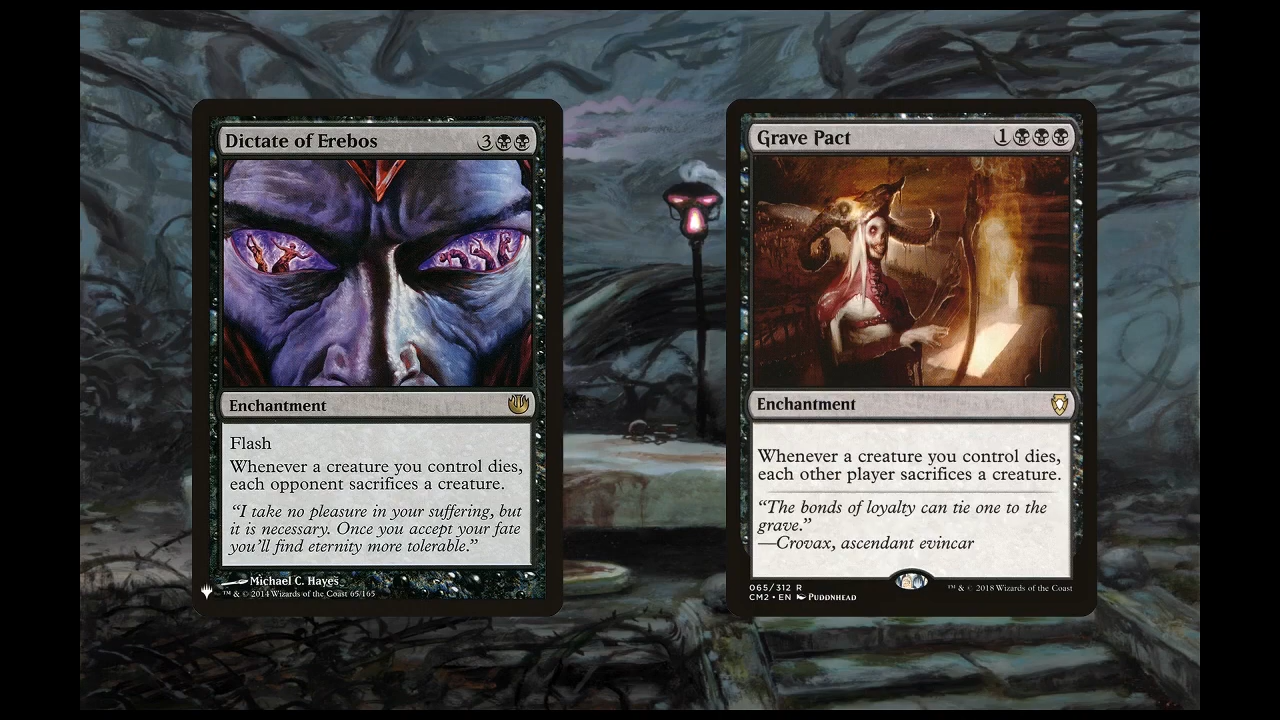 Dictate of Erebos 3
Enchantment
Flash
Whenever a creature you control dies,
each opponent sacrifices a creature.
“I take no pleasure in your suffering, but
it is necessary. Once you accept your fate
you’ll find eternity more tolerable.”
Michael C. Hayes
™ & © 2014 Wizards of the Coast 65/165
Grave Pact 1
Enchantment
Whenever a creature you control dies,
each other player sacrifices a creature.
“The bonds of loyalty can tie one to the
grave.”
—Crovax, ascendant evincar
065/312 R
CM2 • EN Puddnhead
™ & © 2018 Wizards of the Coast